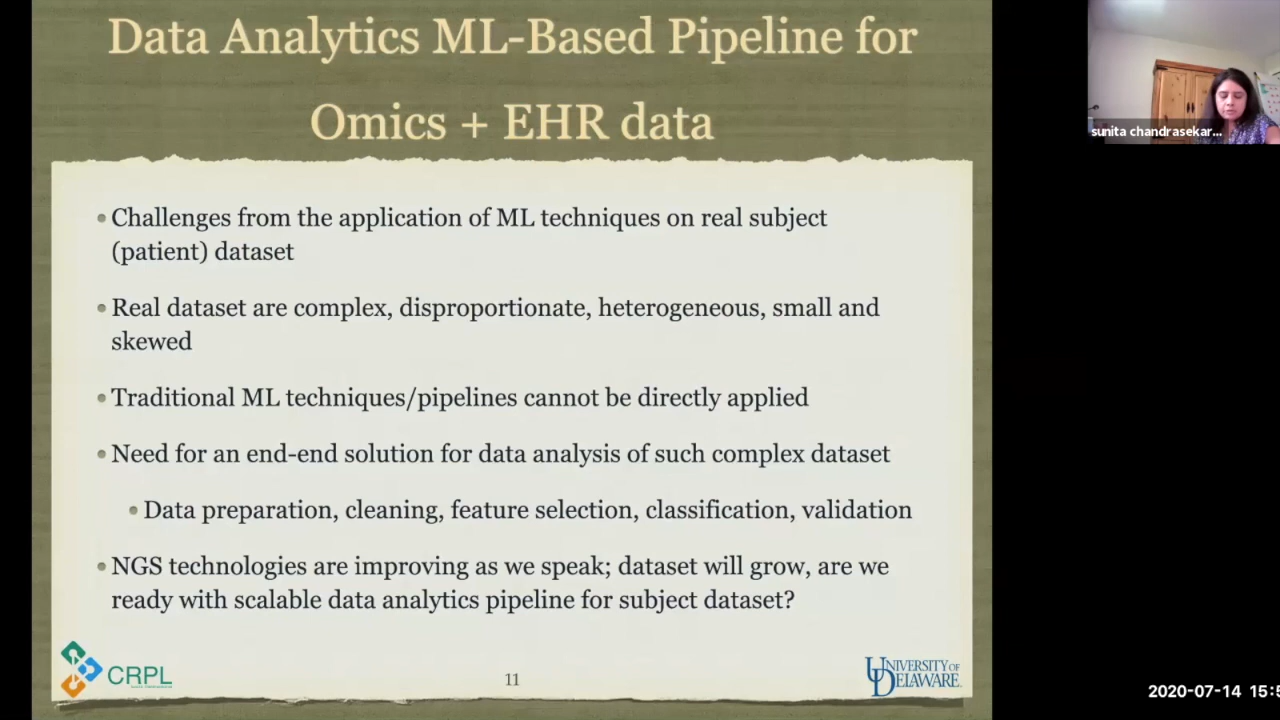 Data Analytics ML-Based Pipeline for
Omics + EHR data
sunita chandrasekar...
Challenges from the application of ML techniques on real subject
(patient) dataset
Real dataset are complex, disproportionate, heterogeneous, small and
skewed
Traditional ML techniques/pipelines cannot be directly applied
Need for an end-end solution for data analysis of such complex dataset
Data preparation, cleaning, feature selection, classification, validation
NGS technologies are improving as we speak; dataset will grow, are we
ready with scalable data analytics pipeline for subject dataset?
CRPL
11
UNIVERSITY OF
DELAWARE.
2020-07-14 15:5